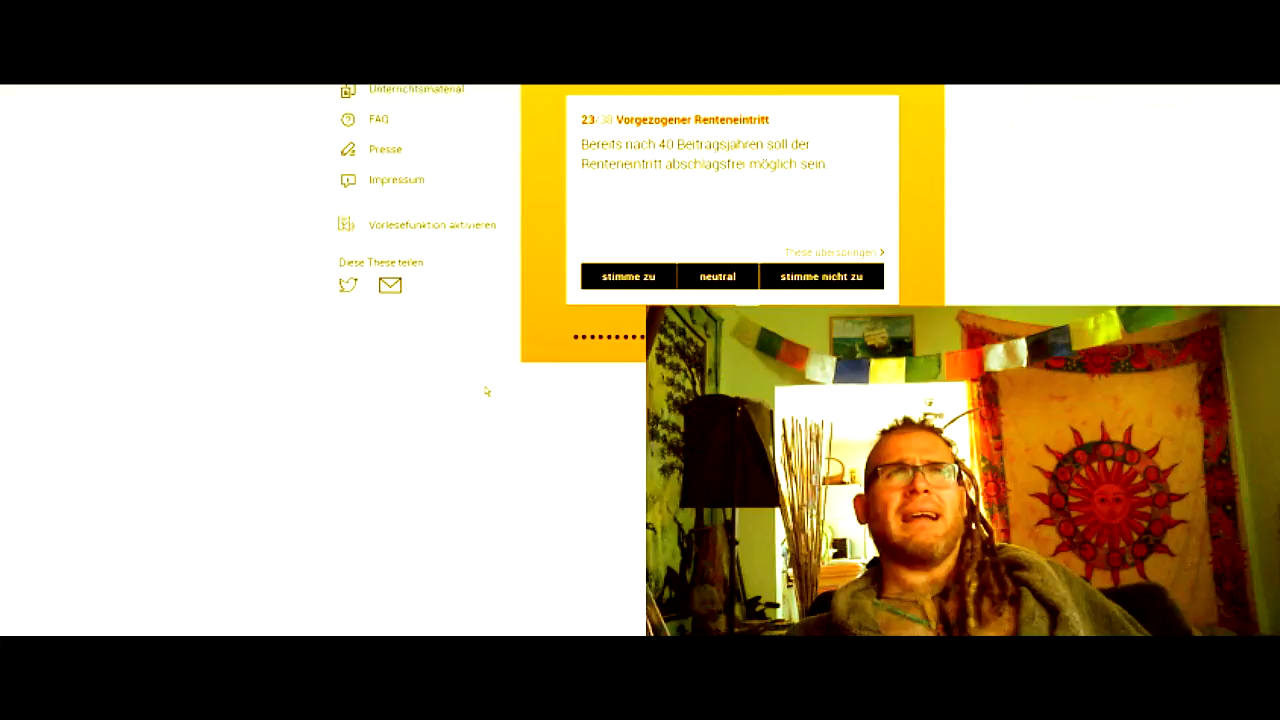 Unterrichtsmaterial
FAQ
Presse
Impressum
Vorlesefunktion aktivieren
Diese These teilen
23/38 Vorgezogener Renteneintritt
Bereits nach 40 Beitragsjahren soll der
Renteneintritt abschlagsfrei möglich sein.
These überspringen
stimme zu
neutral
stimme nicht zu